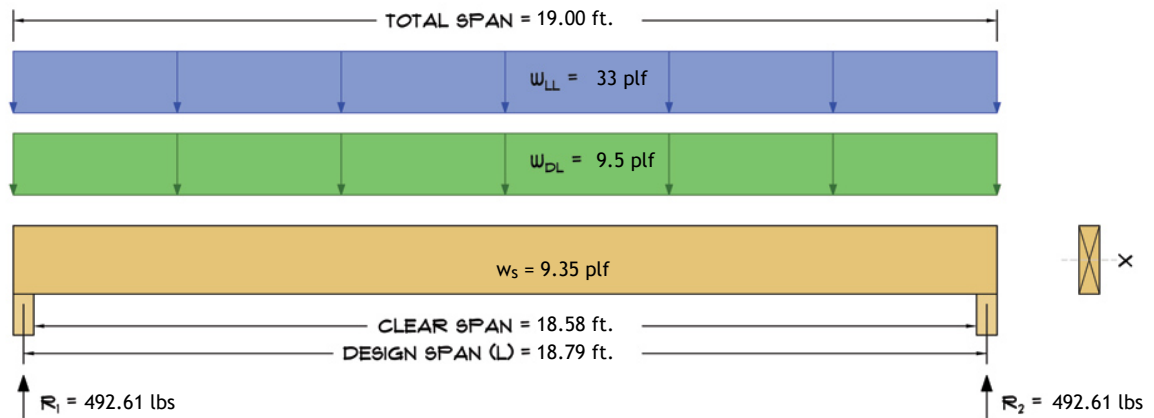 TOTAL SPAN = 19.00 ft.
wLL = 33 plf
wDL = 9.5 plf
ws = 9.35 plf
X
CLEAR SPAN = 18.58 ft.
DESIGN SPAN (L) = 18.79 ft.
R1 = 492.61 lbs
R2 = 492.61 lbs